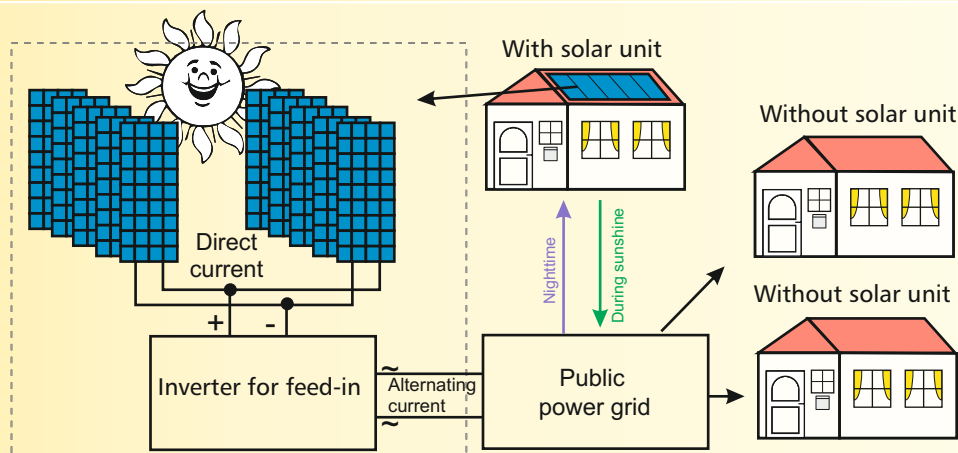 With solar unit
Without solar unit
Direct
current
Nighttime
During sunshine
Without solar unit
+ -
Inverter for feed-in
~
Alternating
current
~
Public
power grid